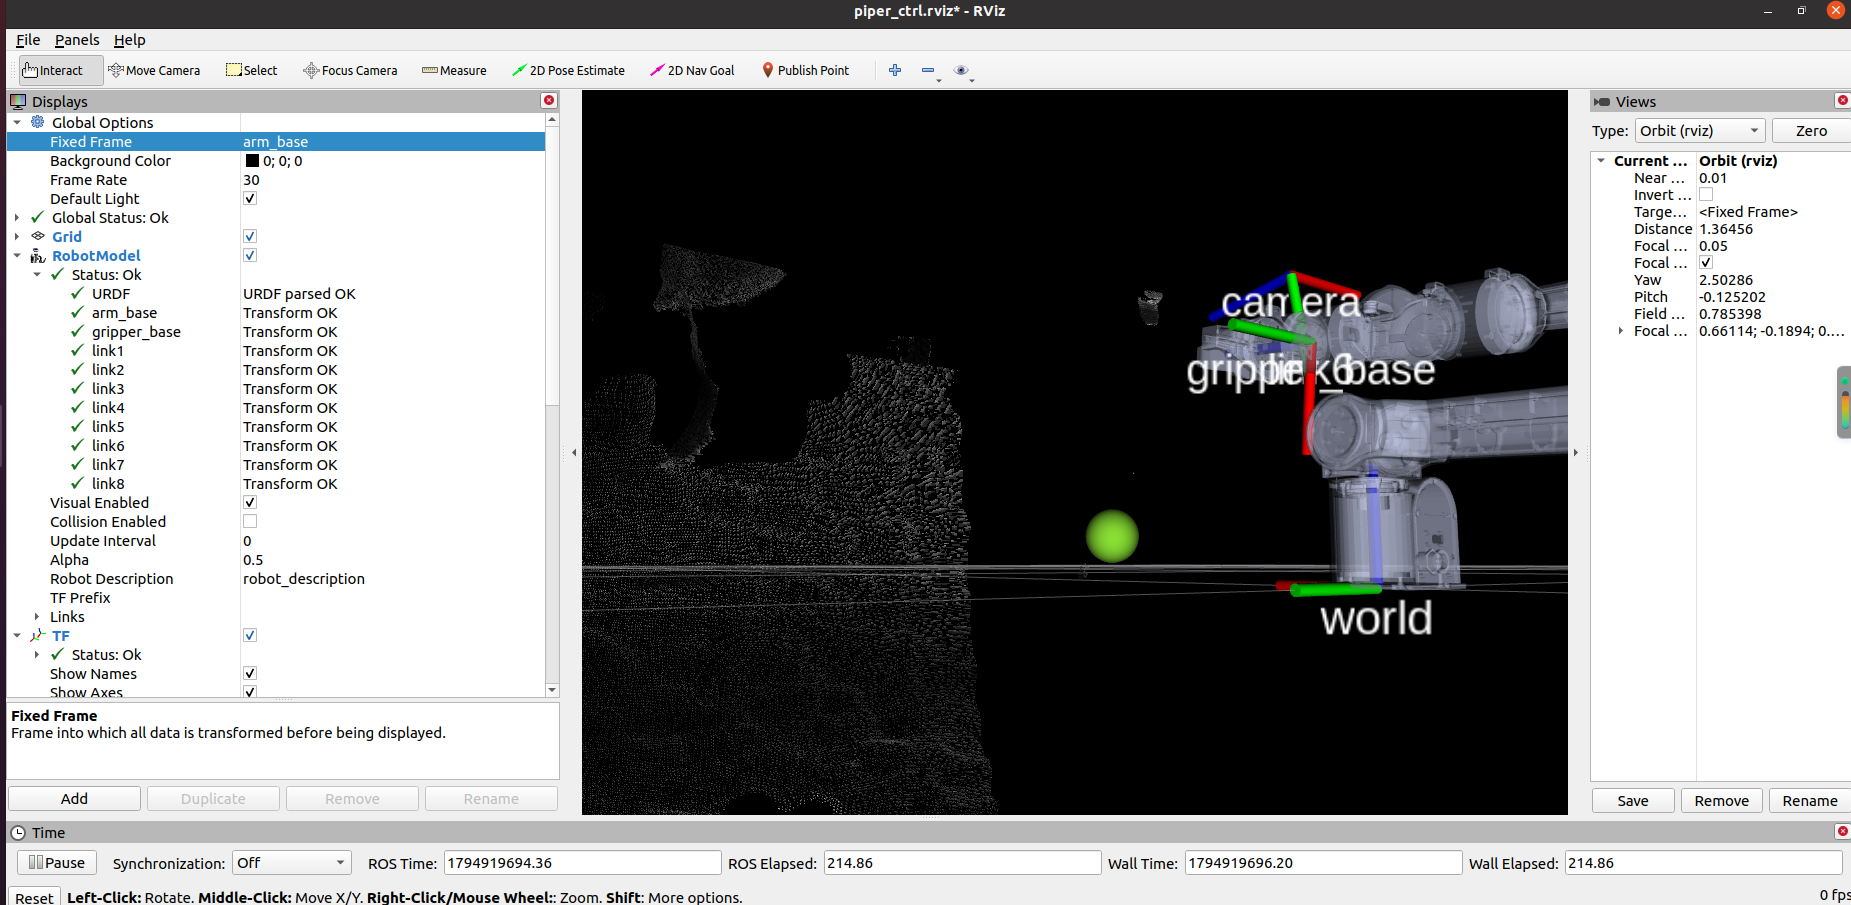 piper_ctrl.rviz* - RViz
File Panels Help
Interact Move Camera Select Focus Camera Measure 2D Pose Estimate 2D Nav Goal Publish Point
Displays
Global Options
Fixed Frame arm_base
Background Color 0; 0; 0
Frame Rate 30
Default Light
Global Status: Ok
Grid
RobotModel
Status: Ok
URDF URDF parsed OK
arm_base Transform OK
gripper_base Transform OK
link1 Transform OK
link2 Transform OK
link3 Transform OK
link4 Transform OK
link5 Transform OK
link6 Transform OK
link7 Transform OK
link8 Transform OK
Visual Enabled
Collision Enabled
Update Interval 0
Alpha 0.5
Robot Description robot_description
TF Prefix
Links
TF
Status: Ok
Show Names
Show Axes
Fixed Frame
Frame into which all data is transformed before being displayed.
Add Duplicate Remove Rename
camera
world
Views
Type: Orbit (rviz) Zero
Current ... Orbit (rviz)
Near ... 0.01
Invert ...
Targe... <Fixed Frame>
Distance 1.36456
Focal ... 0.05
Focal ...
Yaw 2.50286
Pitch -0.125202
Field ... 0.785398
Focal ... 0.66114; -0.1894; 0....
Save Remove Rename
Time
Pause Synchronization: Off ROS Time: 1794919694.36 ROS Elapsed: 214.86 Wall Time: 1794919696.20 Wall Elapsed: 214.86
Reset Left-Click: Rotate. Middle-Click: Move X/Y. Right-Click/Mouse Wheel:: Zoom. Shift: More options. 0 fps